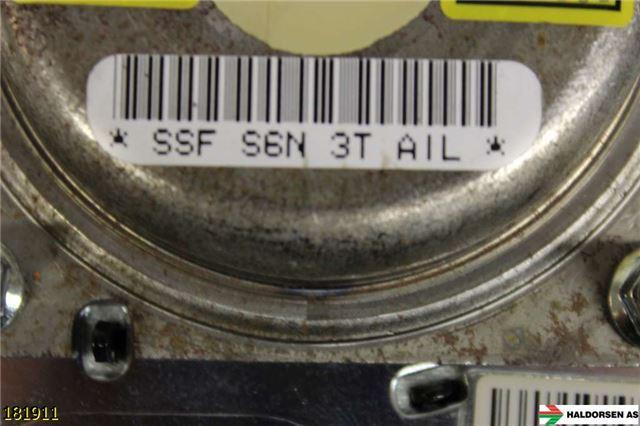 * SSF S6N 3T AIL *
181911
HALDORSEN AS